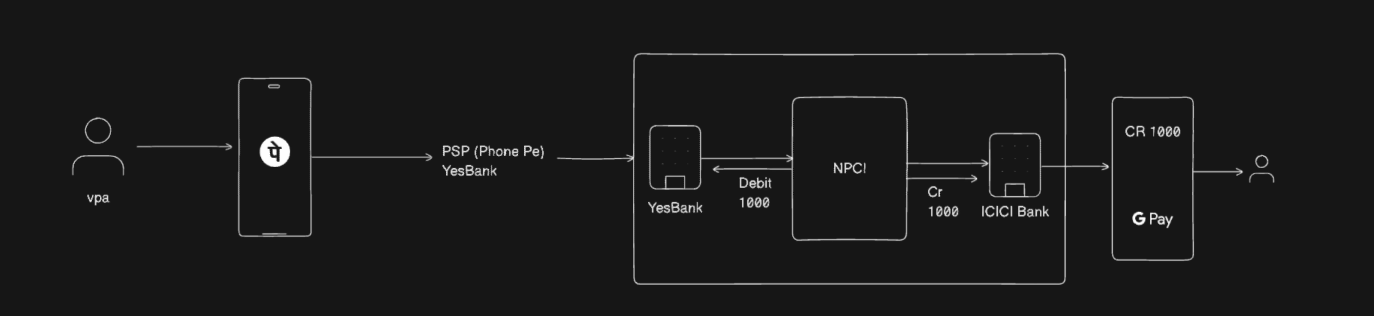 vpa
पे
PSP (Phone Pe)
YesBank
YesBank
Debit
1000
NPCI
Cr
1000
ICICI Bank
CR 1000
G Pay